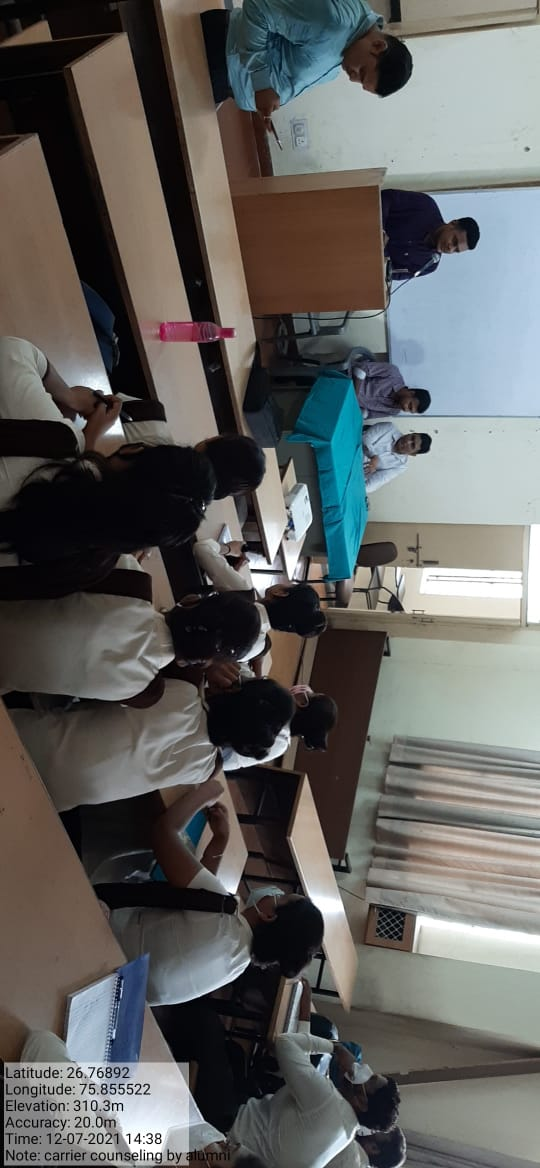 Latitude: 26.76892
Longitude: 75.855522
Elevation: 310.3m
Accuracy: 20.0m
Time: 12-07-2021 14:38
Note: carrier counseling by alumni